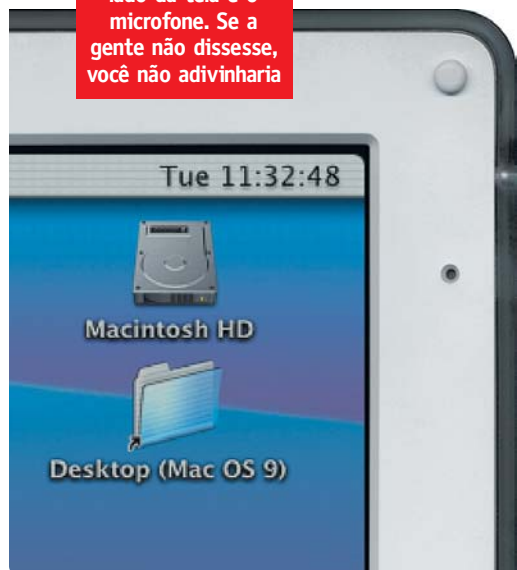 microfone. Se a
gente não dissesse,
você não adivinharia
Tue 11:32:48
Macintosh HD
Desktop (Mac OS 9)